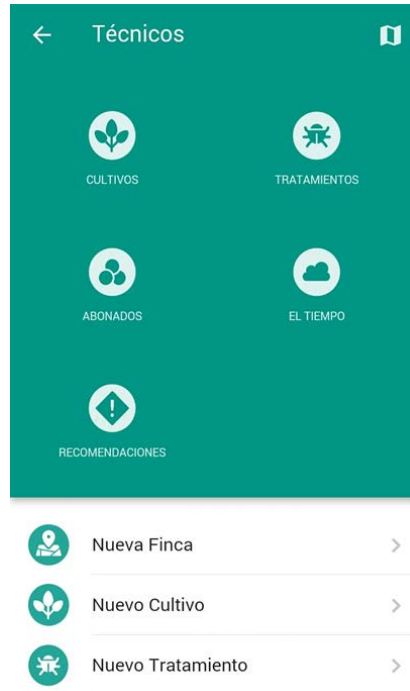 Técnicos
CULTIVOS
TRATAMIENTOS
ABONADOS
EL TIEMPO
RECOMENDACIONES
Nueva Finca
Nuevo Cultivo
Nuevo Tratamiento